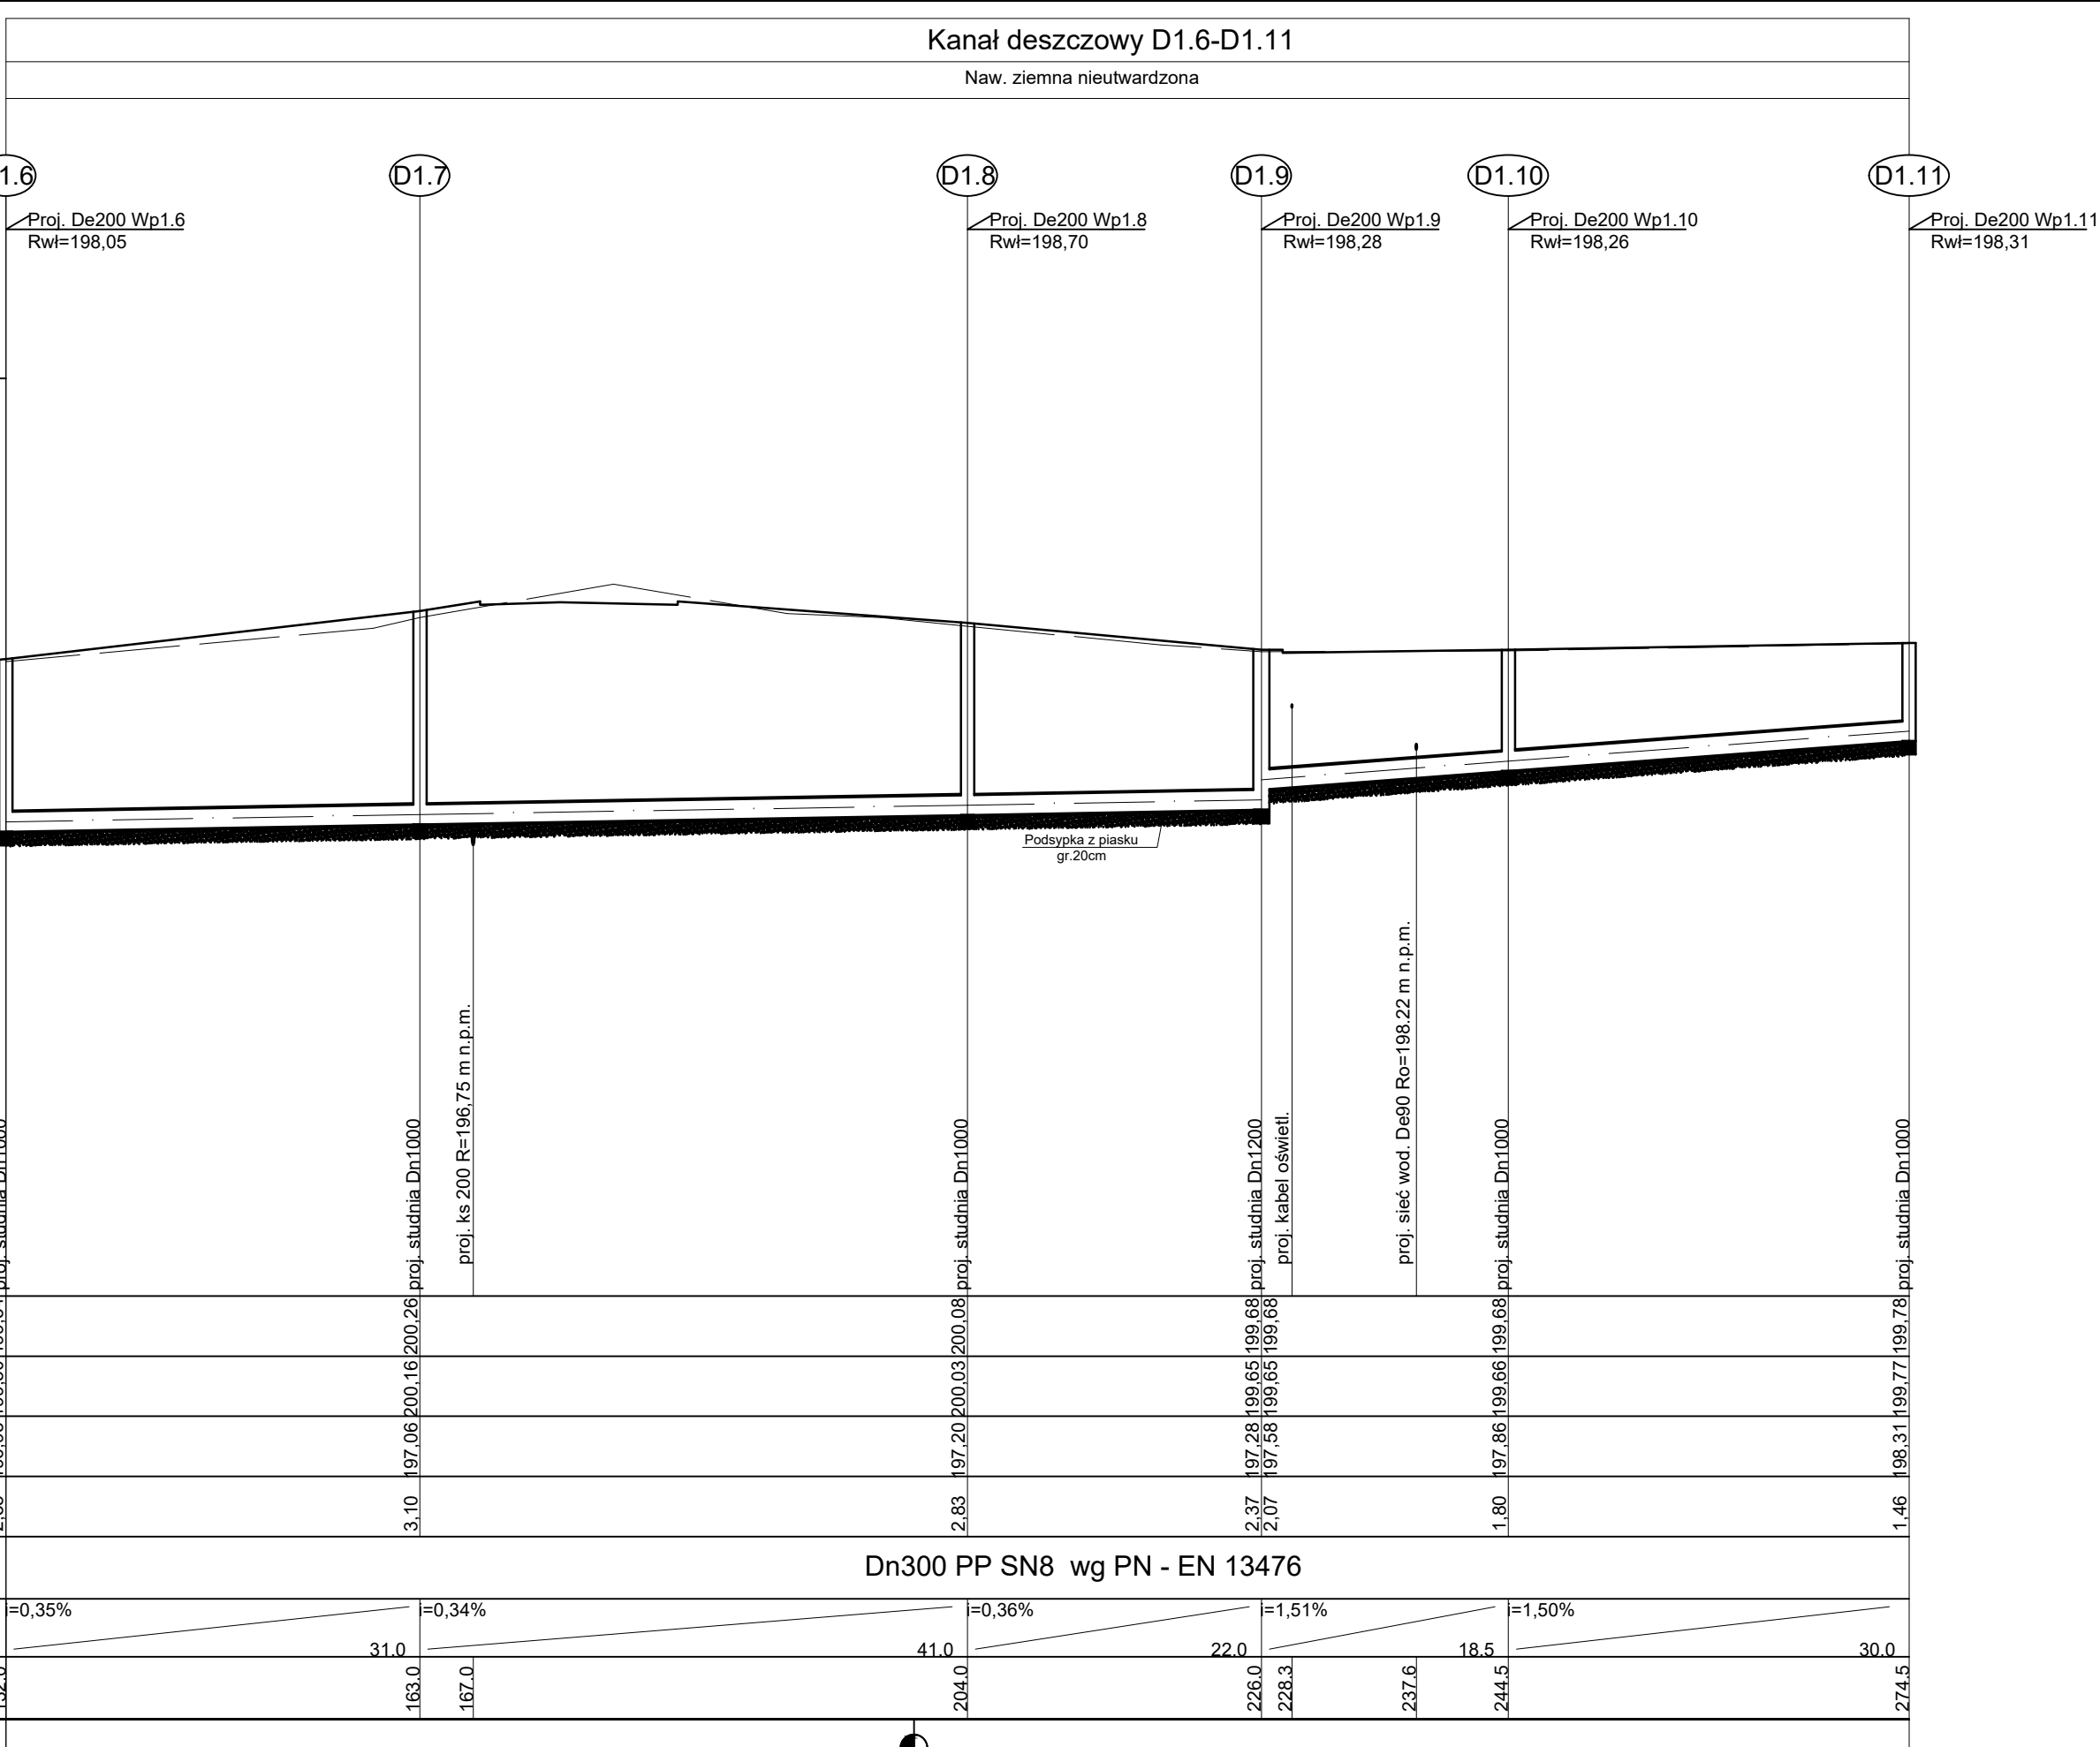 Kanał deszczowy D1.6-D1.11
Naw. ziemna nieutwardzona
1.6
D1.7
D1.8
D1.9
D1.10
D1.11
Proj. De200 Wp1.6
Rwł=198,05
Proj. De200 Wp1.8
Rwł=198,70
Proj. De200 Wp1.9
Rwł=198,28
Proj. De200 Wp1.10
Rwł=198,26
Proj. De200 Wp1.11
Rwł=198,31
Podsypka z piasku
gr.20cm
proj. studnia Dn1000
proj. studnia Dn1000
proj. ks 200 R=196,75 m n.p.m.
proj. studnia Dn1000
proj. studnia Dn1200
proj. kabel oświetl.
proj. sieć wod. De90 Ro=198.22 m n.p.m.
proj. studnia Dn1000
proj. studnia Dn1000
200,26
200,08
199,68
199,68
199,68
199,78
200,16
200,03
199,65
199,65
199,66
199,77
197,06
197,20
197,28
197,58
197,86
198,31
3,10
2,83
2,37
2,07
1,80
1,46
Dn300 PP SN8 wg PN - EN 13476
i=0,35%
i=0,34%
i=0,36%
i=1,51%
i=1,50%
31.0
41.0
22.0
18.5
30.0
163.0
167.0
204.0
226.0
228.3
237.6
244.5
274.5